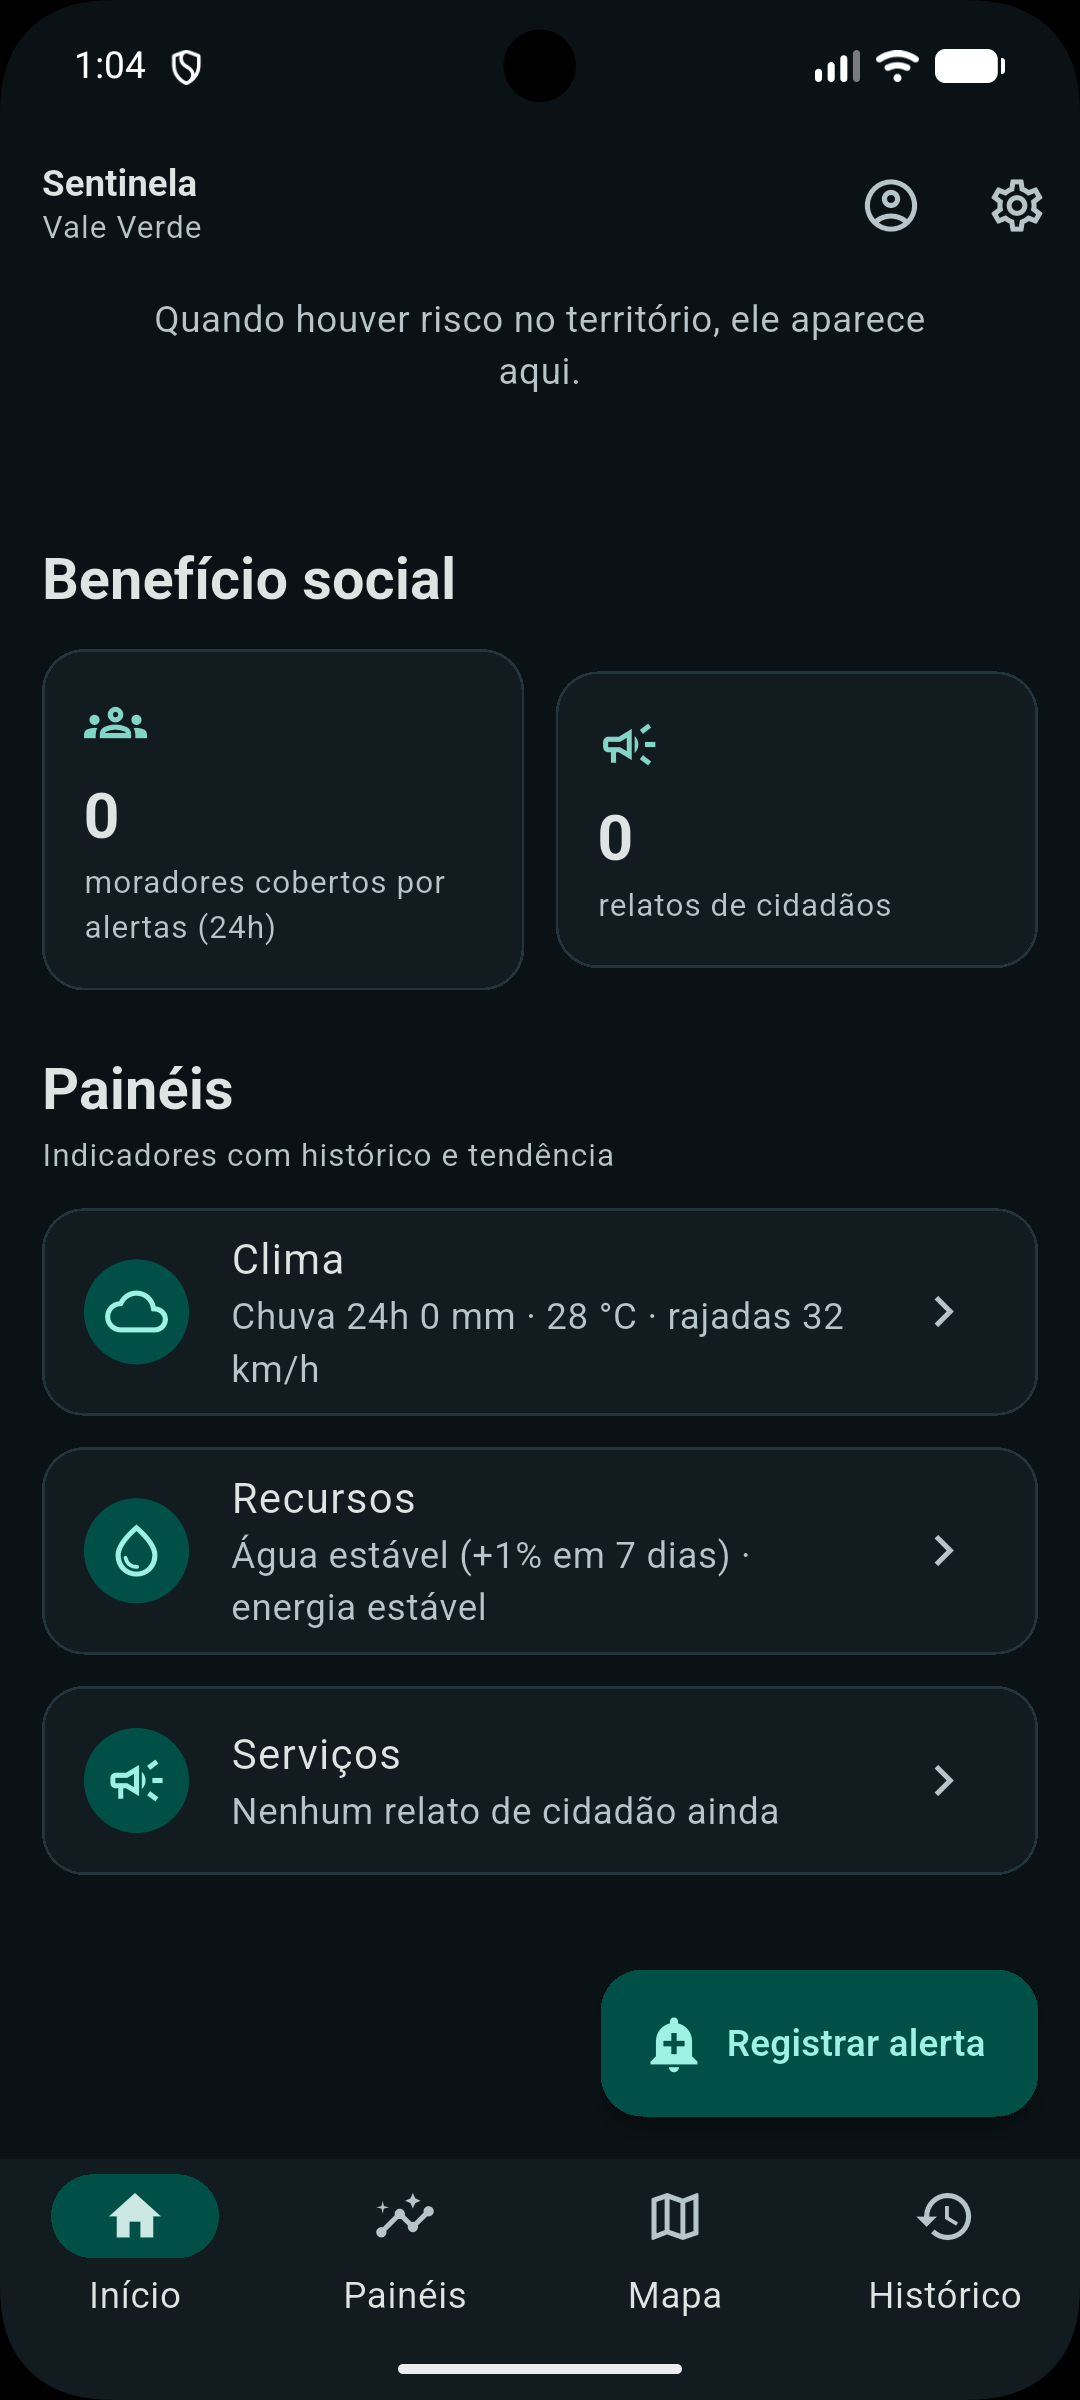 1:04
Sentinela
Vale Verde
Quando houver risco no território, ele aparece
aqui.
Benefício social
0
moradores cobertos por
alertas (24h)
0
relatos de cidadãos
Painéis
Indicadores com histórico e tendência
Clima
Chuva 24h 0 mm · 28 °C · rajadas 32
km/h
Recursos
Água estável (+1% em 7 dias) ·
energia estável
Serviços
Nenhum relato de cidadão ainda
Registrar alerta
Início
Painéis
Mapa
Histórico